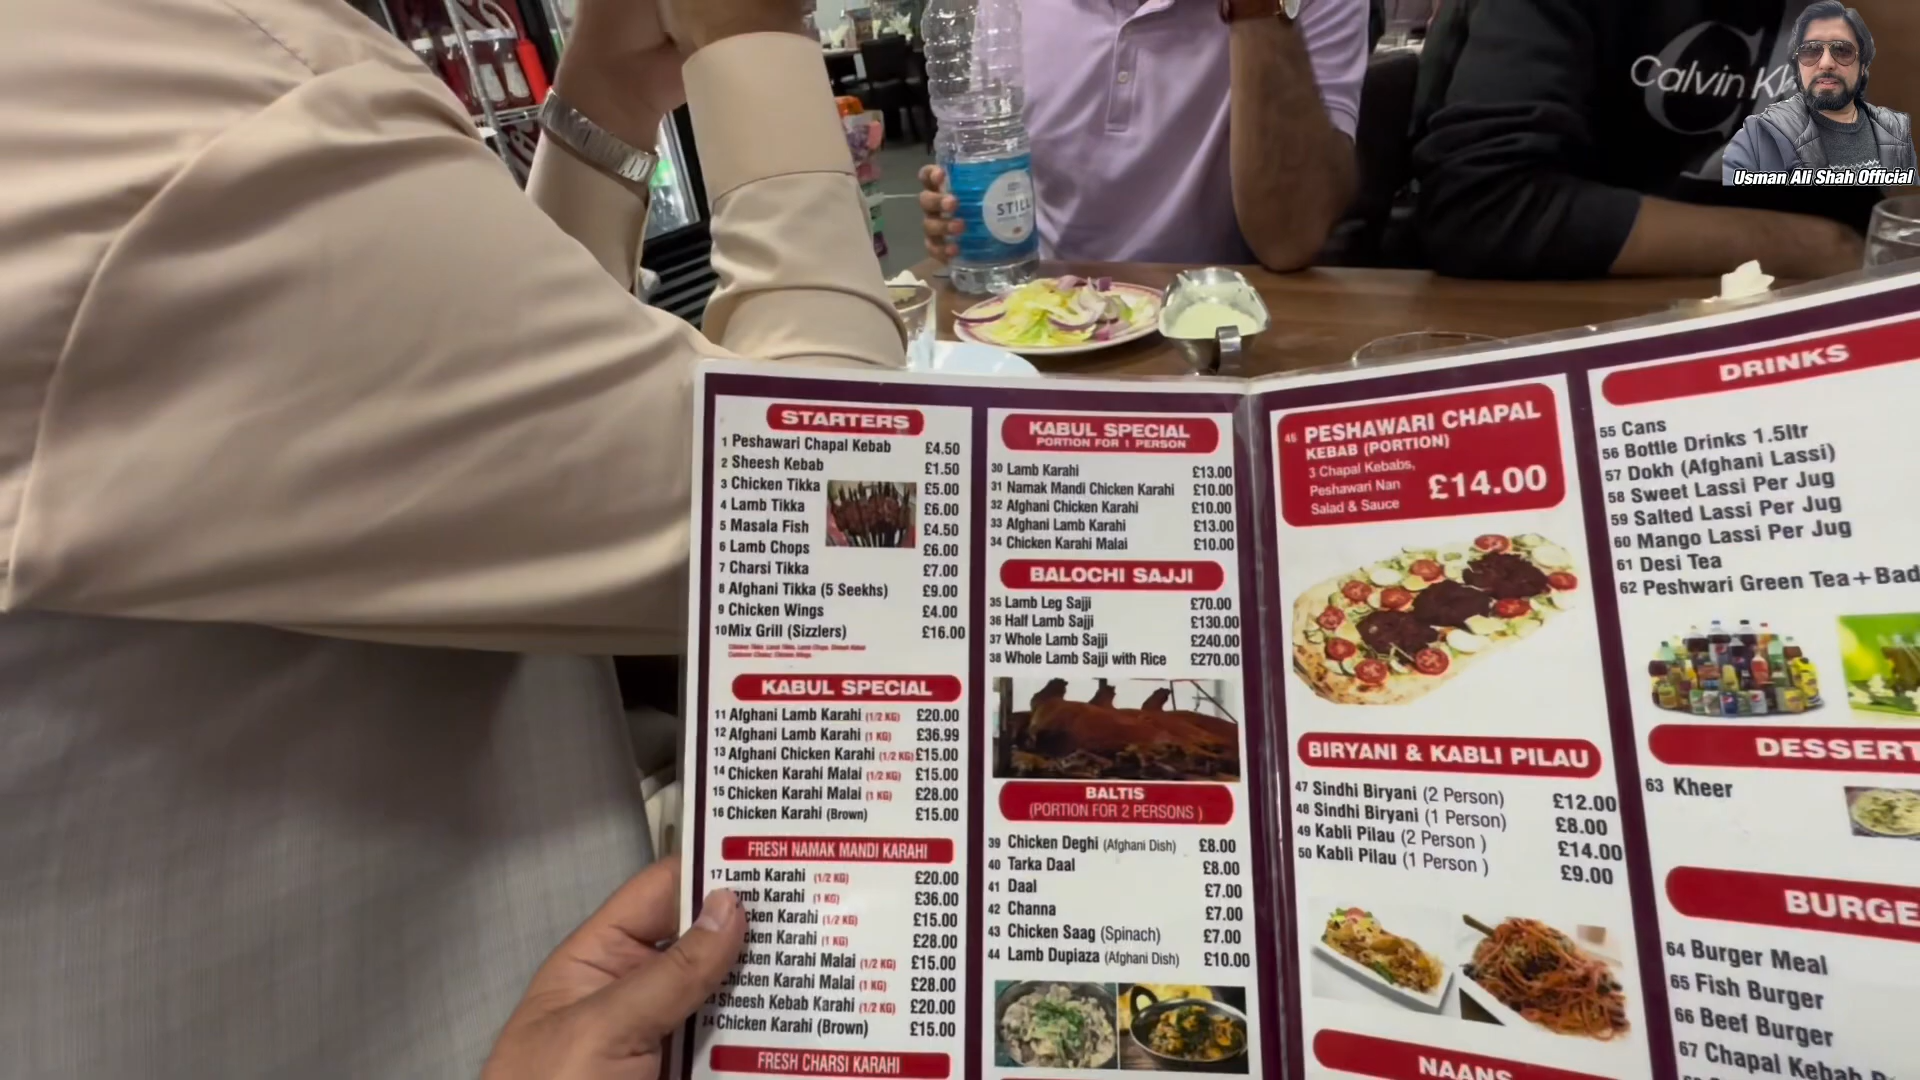 Calvin Kl
Usman Ali Shah Official
STILL
STARTERS
1 Peshawari Chapal Kebab £4.50
2 Sheesh Kebab £1.50
3 Chicken Tikka £5.00
4 Lamb Tikka £6.00
5 Masala Fish £4.50
6 Lamb Chops £6.00
7 Charsi Tikka £7.00
8 Afghani Tikka (5 Seekhs) £9.00
9 Chicken Wings £4.00
10 Mix Grill (Sizzlers) £16.00
KABUL SPECIAL
11 Afghani Lamb Karahi (1/2 KG) £20.00
12 Afghani Lamb Karahi (1 KG) £36.99
13 Afghani Chicken Karahi (1/2 KG) £15.00
14 Chicken Karahi Malai (1/2 KG) £15.00
15 Chicken Karahi Malai (1 KG) £28.00
16 Chicken Karahi (Brown) £15.00
FRESH NAMAK MANDI KARAHI
17 Lamb Karahi (1/2 KG) £20.00
amb Karahi (1 KG) £36.00
cken Karahi (1/2 KG) £15.00
cken Karahi (1 KG) £28.00
icken Karahi Malai (1/2 KG) £15.00
hicken Karahi Malai (1 KG) £28.00
Sheesh Kebab Karahi (1/2 KG) £20.00
24 Chicken Karahi (Brown) £15.00
FRESH CHARSI KARAHI
KABUL SPECIAL
PORTION FOR 1 PERSON
30 Lamb Karahi £13.00
31 Namak Mandi Chicken Karahi £10.00
32 Afghani Chicken Karahi £10.00
33 Afghani Lamb Karahi £13.00
34 Chicken Karahi Malai £10.00
BALOCHI SAJJI
35 Lamb Leg Sajji £70.00
36 Half Lamb Sajji £130.00
37 Whole Lamb Sajji £240.00
38 Whole Lamb Sajji with Rice £270.00
BALTIS
(PORTION FOR 2 PERSONS )
39 Chicken Deghi (Afghani Dish) £8.00
40 Tarka Daal £8.00
41 Daal £7.00
42 Channa £7.00
43 Chicken Saag (Spinach) £7.00
44 Lamb Dupiaza (Afghani Dish) £10.00
46 PESHAWARI CHAPAL
KEBAB (PORTION)
3 Chapal Kebabs,
Peshawari Nan
Salad & Sauce
£14.00
BIRYANI & KABLI PILAU
47 Sindhi Biryani (2 Person) £12.00
48 Sindhi Biryani (1 Person) £8.00
49 Kabli Pilau (2 Person ) £14.00
50 Kabli Pilau (1 Person ) £9.00
NAANS
DRINKS
55 Cans
56 Bottle Drinks 1.5ltr
57 Dokh (Afghani Lassi)
58 Sweet Lassi Per Jug
59 Salted Lassi Per Jug
60 Mango Lassi Per Jug
61 Desi Tea
62 Peshwari Green Tea+Bad
DESSERT
63 Kheer
BURGE
64 Burger Meal
65 Fish Burger
66 Beef Burger
67 Chapal Kebab